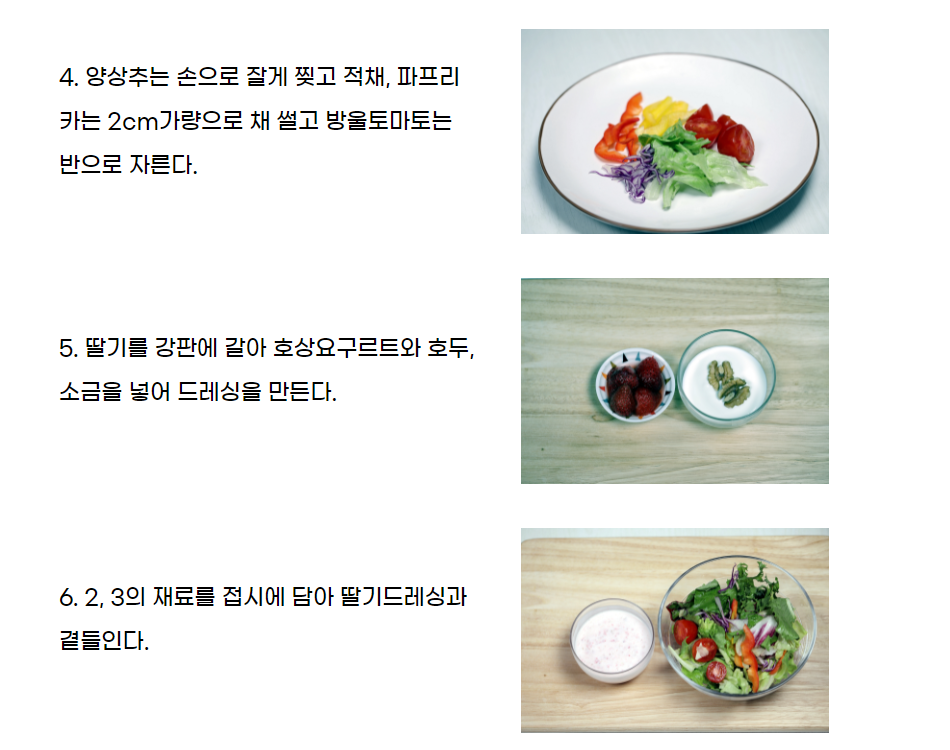 4. 양상추는 손으로 잘게 찢고 적채, 파프리
카는 2cm가량으로 채 썰고 방울토마토는
반으로 자른다.
5. 딸기를 강판에 갈아 호상요구르트와 호두,
소금을 넣어 드레싱을 만든다.
6. 2, 3의 재료를 접시에 담아 딸기드레싱과
곁들인다.